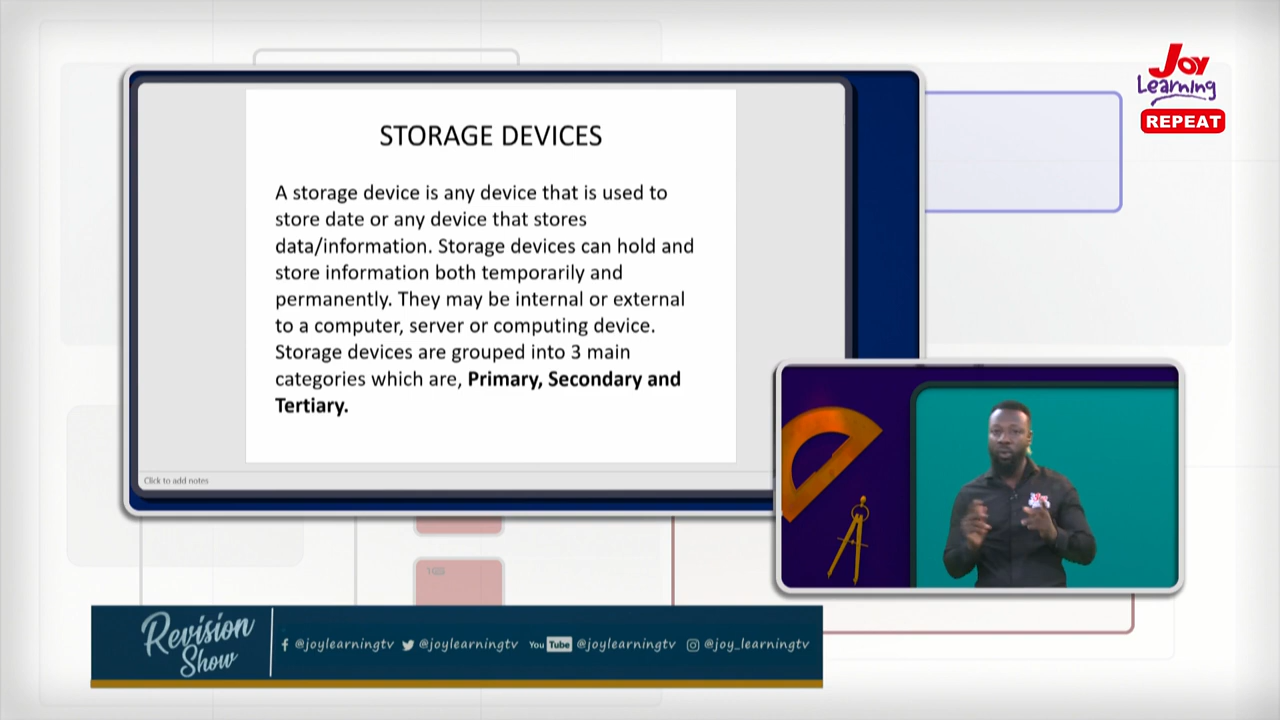 Joy
Learning
REPEAT
STORAGE DEVICES
A storage device is any device that is used to
store date or any device that stores
data/information. Storage devices can hold and
store information both temporarily and
permanently. They may be internal or external
to a computer, server or computing device.
Storage devices are grouped into 3 main
categories which are, Primary, Secondary and
Tertiary.
Click to add notes
Revision
Show
@joylearningtv @joylearningtv You Tube @joylearningtv @joy_learningtv